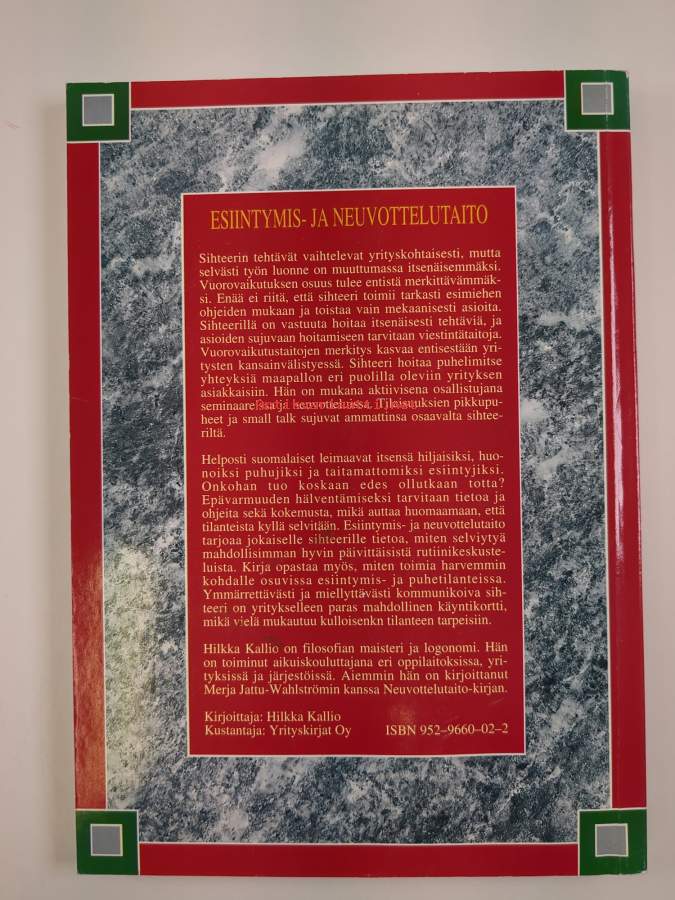 ESIINTYMIS- JA NEUVOTTELUTAITO
Sihteerin tehtävät vaihtelevat yrityskohtaisesti, mutta
selvästi työn luonne on muuttumassa itsenäisemmäksi.
Vuorovaikutuksen osuus tulee entistä merkittävämmäk-
si. Enää ei riitä, että sihteeri toimii tarkasti esimiehen
ohjeiden mukaan ja toistaa vain mekaanisesti asioita.
Sihteerillä on vastuuta hoitaa itsenäisesti tehtäviä, ja
asioiden sujuvaan hoitamiseen tarvitaan viestintätaitoja.
Vuorovaikutustaitojen merkitys kasvaa entisestään yri-
tysten kansainvälistyessä. Sihteeri hoitaa puhelimitse
yhteyksiä maapallon eri puolilla oleviin yrityksen
asiakkaisiin. Hän on mukana aktiivisena osallistujana
seminaareissa ja neuvotteluissa. Tilaisuuksien pikkupu-
heet ja small talk sujuvat ammattinsa osaavalta sihtee-
riltä.
Helposti suomalaiset leimaavat itsensä hiljaisiksi, huo-
noiksi puhujiksi ja taitamattomiksi esiintyjiksi.
Onkohan tuo koskaan edes ollutkaan totta?
Epävarmuuden hälventämiseksi tarvitaan tietoa ja
ohjeita sekä kokemusta, mikä auttaa huomaamaan, että
tilanteista kyllä selvitään. Esiintymis- ja neuvottelutaito
tarjoaa jokaiselle sihteerille tietoa, miten selviytyä
mahdollisimman hyvin päivittäisistä rutiinikeskuste-
luista. Kirja opastaa myös, miten toimia harvemmin
kohdalle osuvissa esiintymis- ja puhetilanteissa.
Ymmärrettävästi ja miellyttävästi kommunikoiva sih-
teeri on yritykselleen paras mahdollinen käyntikortti,
mikä vielä mukautuu kulloisenkn tilanteen tarpeisiin.
Hilkka Kallio on filosofian maisteri ja logonomi. Hän
on toiminut aikuiskouluttajana eri oppilaitoksissa, yri-
tyksissä ja järjestöissä. Aiemmin hän on kirjoittanut
Merja Jattu-Wahlströmin kanssa Neuvottelutaito-kirjan.
Kirjoittaja: Hilkka Kallio
Kustantaja: Yrityskirjat Oy ISBN 952–9660–02–2